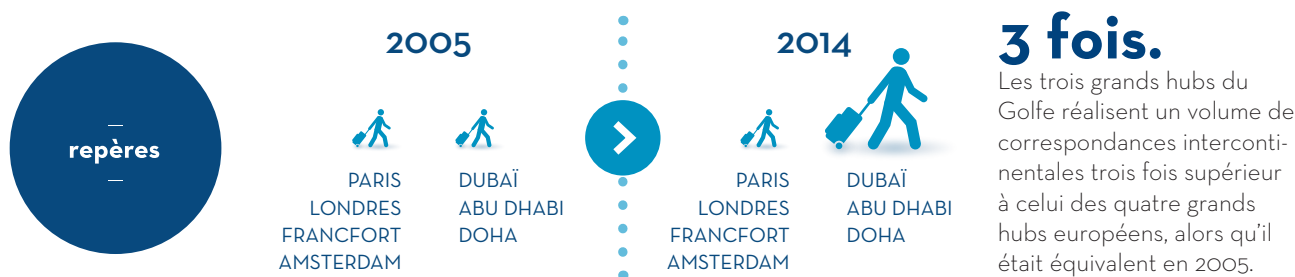 repères
2005
PARIS
LONDRES
FRANCFORT
AMSTERDAM
DUBAÏ
ABU DHABI
DOHA
2014
PARIS
LONDRES
FRANCFORT
AMSTERDAM
DUBAÏ
ABU DHABI
DOHA
3 fois.
Les trois grands hubs du
Golfe réalisent un volume de
correspondances interconti-
nentales trois fois supérieur
à celui des quatre grands
hubs européens, alors qu'il
était équivalent en 2005.